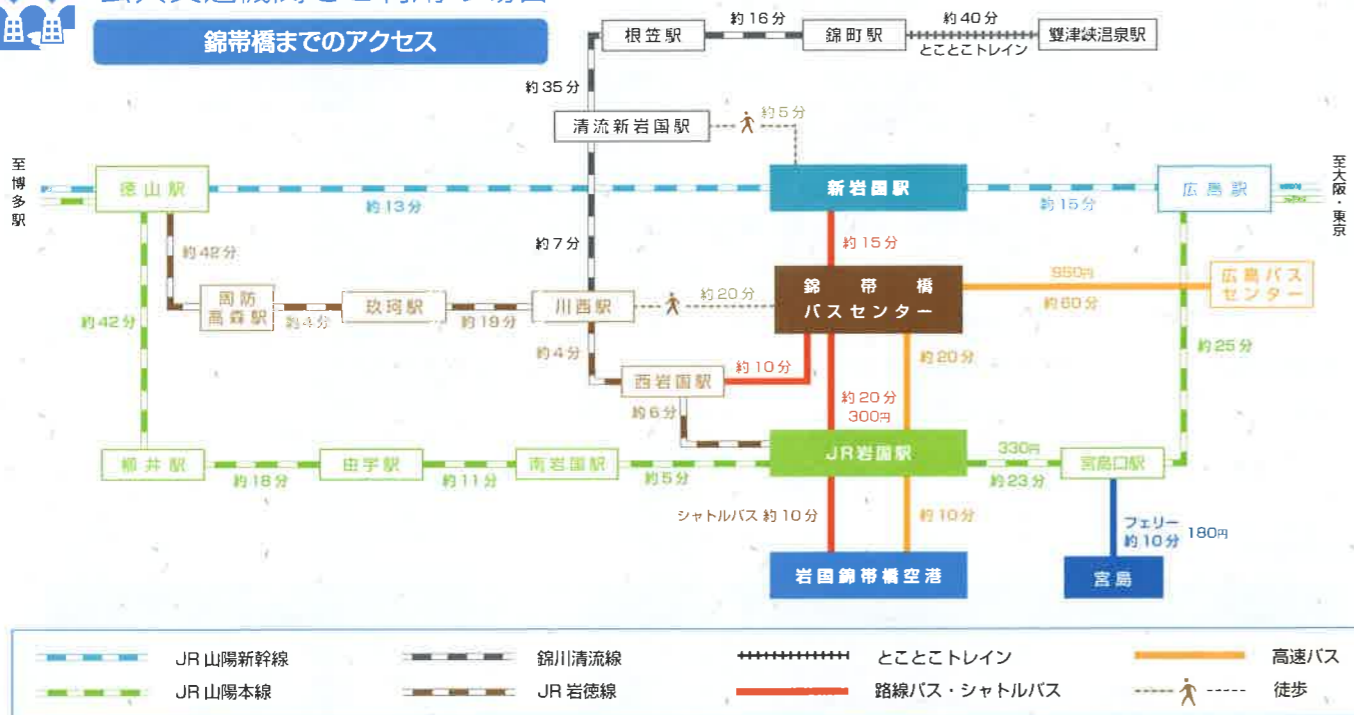 錦帯橋までのアクセス
根笠駅
約16分
錦町駅
約40分
とことこトレイン
雙津峡温泉駅
約35分
清流新岩国駅
約5分
至博多駅
徳山駅
約13分
新岩国駅
約15分
広島駅
至大阪・東京
約42分
約7分
約15分
周防
高森駅
約4分
玖珂駅
約19分
川西駅
約20分
錦帯橋
バスセンター
950円
約60分
広島バス
センター
約42分
約4分
西岩国駅
約10分
約20分
約25分
約6分
約20分
300円
柳井駅
約18分
由宇駅
約11分
南岩国駅
約5分
JR岩国駅
330円
約23分
宮島口駅
シャトルバス 約10分
約10分
フェリー
約10分
180円
岩国錦帯橋空港
宮島
JR山陽新幹線
錦川清流線
とことこトレイン
高速バス
JR山陽本線
JR岩徳線
路線バス・シャトルバス
徒歩